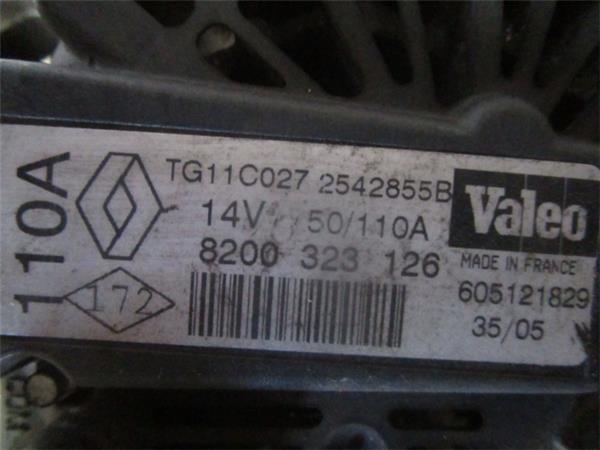 110A
TG11C027 2542855B
14V 50/110A
8200 323 126
172
Valeo
MADE IN FRANCE
605121829
35/05